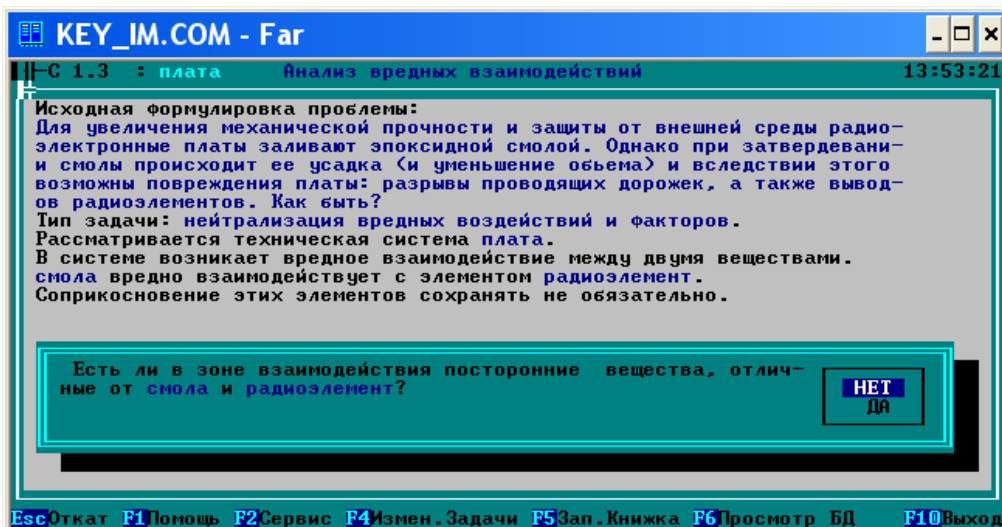 KEY_IM.COM - Far
С 1.3 : плата Анализ вредных взаимодействий 13:53:21
Исходная формулировка проблемы:
Для увеличения механической прочности и защиты от внешней среды радио-
электронные платы заливают эпоксидной смолой. Однако при затвердевани-
и смолы происходит ее усадка (и уменьшение обьема) и вследствии этого
возможны повреждения платы: разрывы проводящих дорожек, а также вывод-
ов радиоэлементов. Как быть?
Тип задачи: нейтрализация вредных воздействий и факторов.
Рассматривается техническая система плата.
В системе возникает вредное взаимодействие между двумя веществами.
смола вредно взаимодействует с элементом радиоэлемент.
Соприкосновение этих элементов сохранять не обязательно.
Есть ли в зоне взаимодействия посторонние вещества, отлич-
ные от смола и радиоэлемент?
НЕТ
ДА
EscОткат F1Помощь F2Сервис F4Измен.Задачи F5Зап.Книжка F6Просмотр БД F10Выход